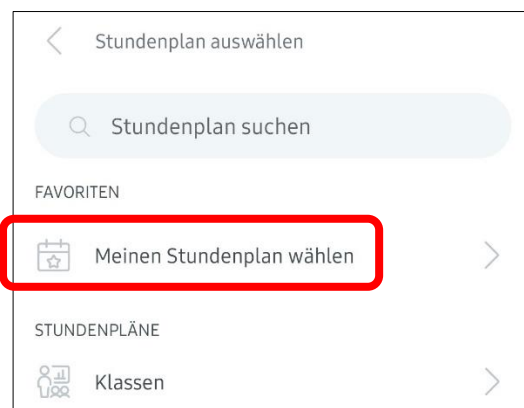 Stundenplan auswählen
Stundenplan suchen
FAVORITEN
Meinen Stundenplan wählen
STUNDENPLÄNE
Klassen